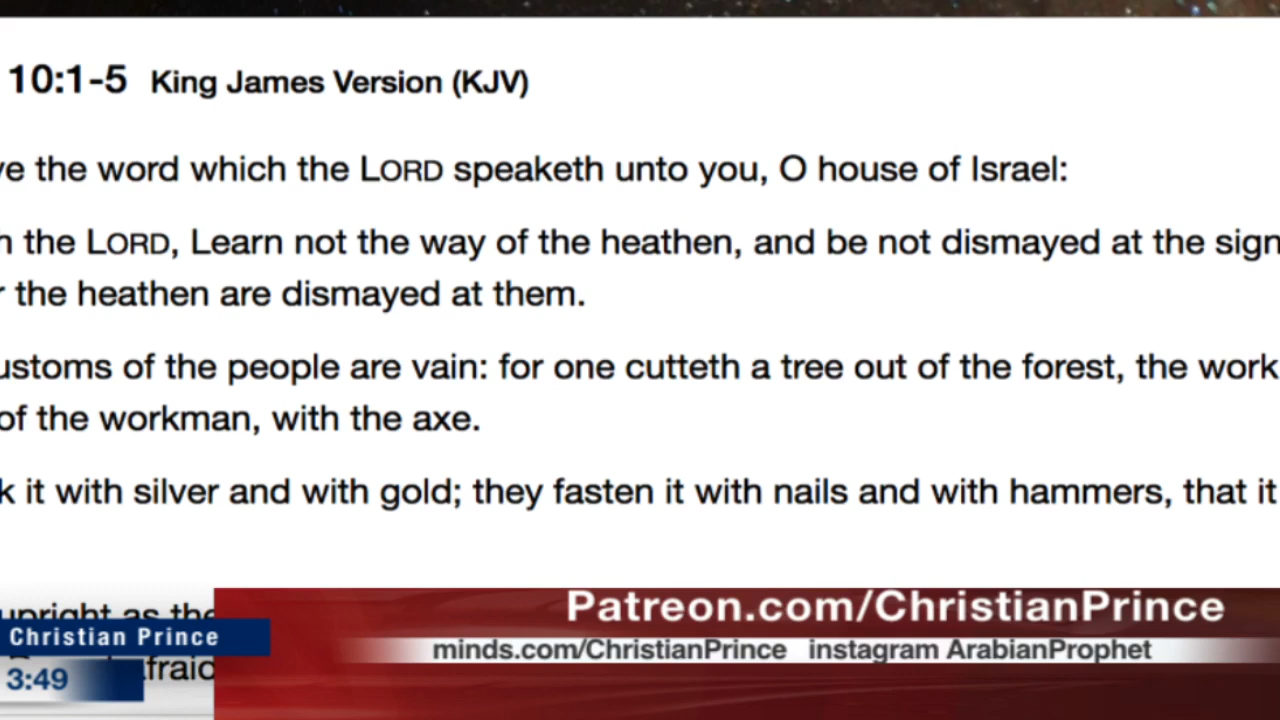 10:1-5 King James Version (KJV)
ve the word which the LORD speaketh unto you, O house of Israel:
the LORD, Learn not the way of the heathen, and be not dismayed at the sign
the heathen are dismayed at them.
ustoms of the people are vain: for one cutteth a tree out of the forest, the work
of the workman, with the axe.
k it with silver and with gold; they fasten it with nails and with hammers, that it
upright as the
afraid
Christian Prince
3:49
Patreon.com/ChristianPrince
minds.com/ChristianPrince instagram ArabianProphet